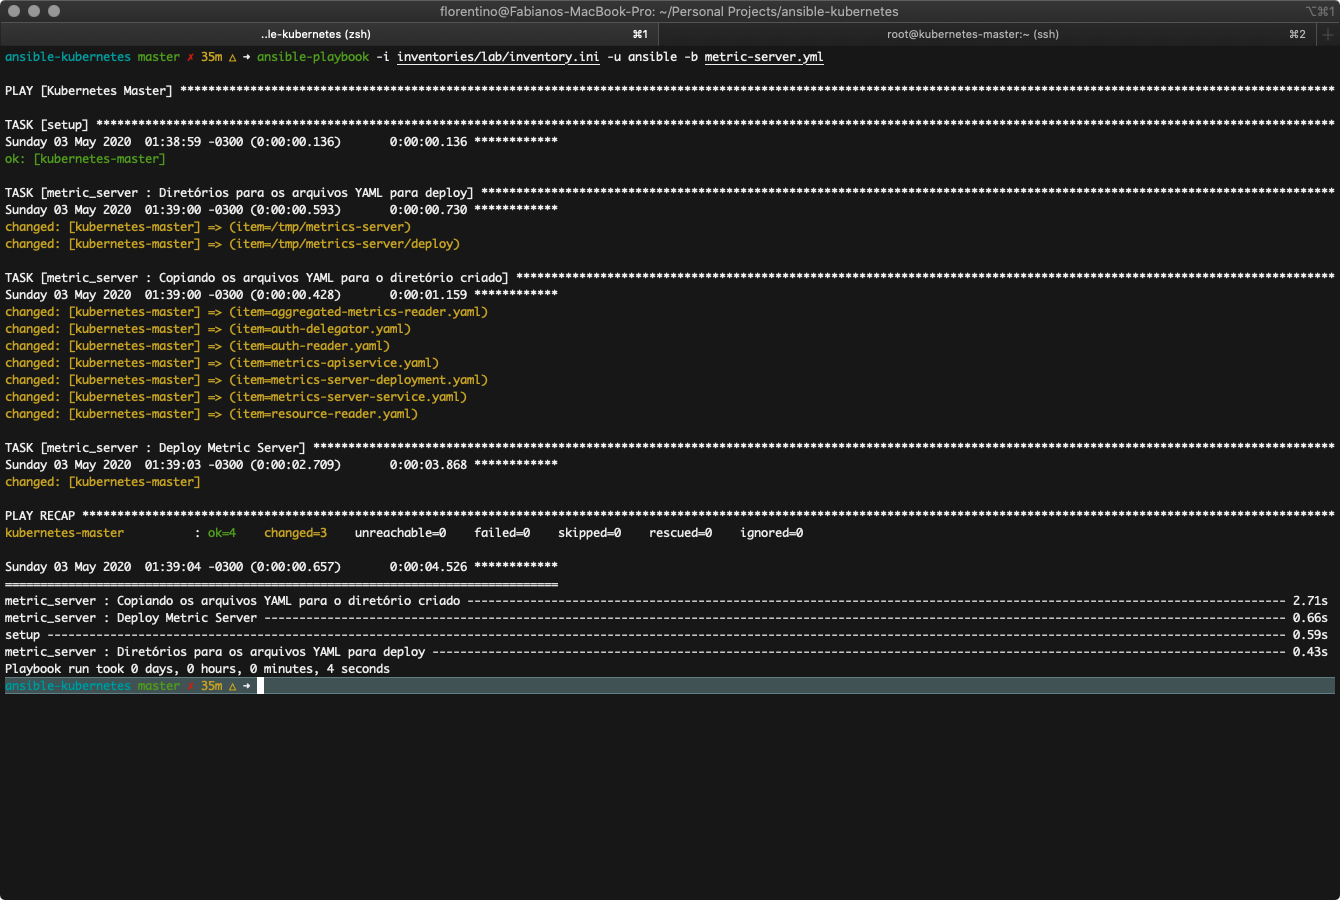 florentino@Fabianos-MacBook-Pro: ~/Personal Projects/ansible-kubernetes ⌥⌘1
..le-kubernetes (zsh) ⌘1 root@kubernetes-master:~ (ssh) ⌘2 +
ansible-kubernetes master ✗ 35m △ ➜ ansible-playbook -i inventories/lab/inventory.ini -u ansible -b metric-server.yml
PLAY [Kubernetes Master] *********************************************************************************************************************************************************************
TASK [setup] *********************************************************************************************************************************************************************************
Sunday 03 May 2020  01:38:59 -0300 (0:00:00.136)       0:00:00.136 ************
ok: [kubernetes-master]
TASK [metric_server : Diretórios para os arquivos YAML para deploy] **************************************************************************************************************************
Sunday 03 May 2020  01:39:00 -0300 (0:00:00.593)       0:00:00.730 ************
changed: [kubernetes-master] => (item=/tmp/metrics-server)
changed: [kubernetes-master] => (item=/tmp/metrics-server/deploy)
TASK [metric_server : Copiando os arquivos YAML para o diretório criado] *********************************************************************************************************************
Sunday 03 May 2020  01:39:00 -0300 (0:00:00.428)       0:00:01.159 ************
changed: [kubernetes-master] => (item=aggregated-metrics-reader.yaml)
changed: [kubernetes-master] => (item=auth-delegator.yaml)
changed: [kubernetes-master] => (item=auth-reader.yaml)
changed: [kubernetes-master] => (item=metrics-apiservice.yaml)
changed: [kubernetes-master] => (item=metrics-server-deployment.yaml)
changed: [kubernetes-master] => (item=metrics-server-service.yaml)
changed: [kubernetes-master] => (item=resource-reader.yaml)
TASK [metric_server : Deploy Metric Server] **************************************************************************************************************************************************
Sunday 03 May 2020  01:39:03 -0300 (0:00:02.709)       0:00:03.868 ************
changed: [kubernetes-master]
PLAY RECAP ***********************************************************************************************************************************************************************************
kubernetes-master          : ok=4    changed=3    unreachable=0    failed=0    skipped=0    rescued=0    ignored=0
Sunday 03 May 2020  01:39:04 -0300 (0:00:00.657)       0:00:04.526 ************
===============================================================================
metric_server : Copiando os arquivos YAML para o diretório criado --------------------------------------------------------------------------------------------------------------------- 2.71s
metric_server : Deploy Metric Server -------------------------------------------------------------------------------------------------------------------------------------------------- 0.66s
setup --------------------------------------------------------------------------------------------------------------------------------------------------------------------------------- 0.59s
metric_server : Diretórios para os arquivos YAML para deploy -------------------------------------------------------------------------------------------------------------------------- 0.43s
Playbook run took 0 days, 0 hours, 0 minutes, 4 seconds
ansible-kubernetes master ✗ 35m △ ➜